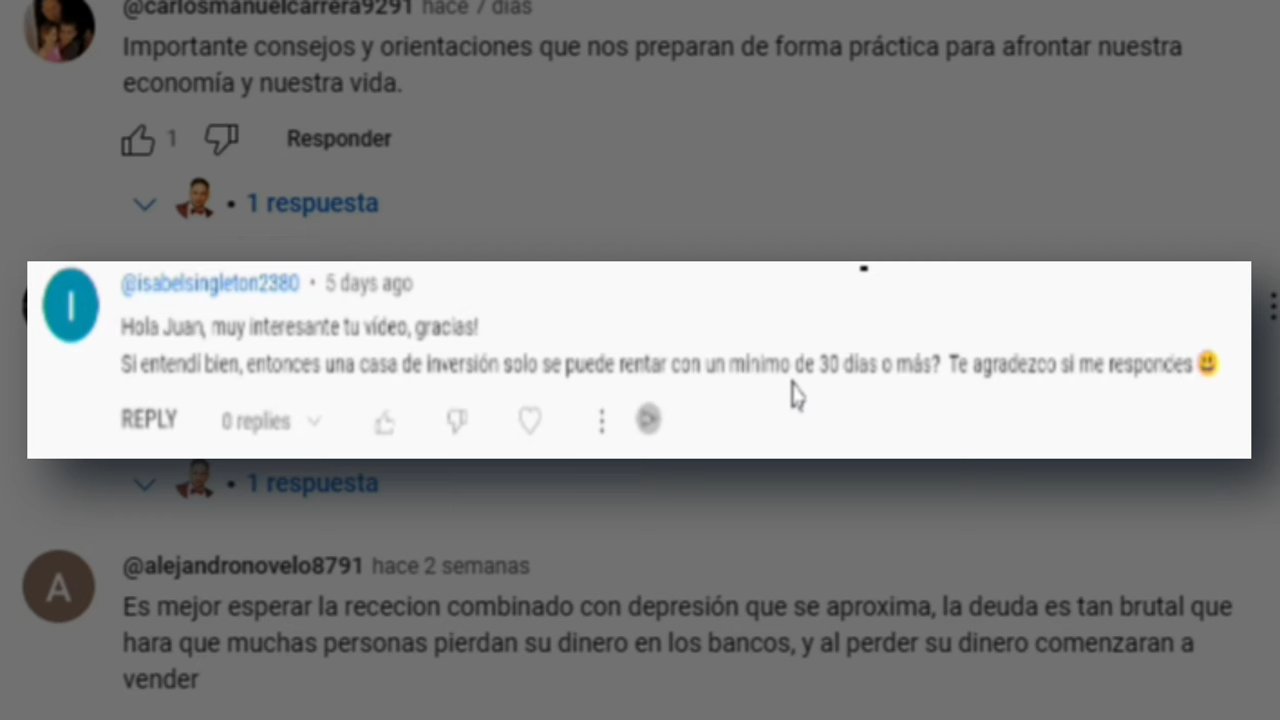 @carlosmanuelcarrera9291 hace 7 días
Importante consejos y orientaciones que nos preparan de forma práctica para afrontar nuestra
economía y nuestra vida.
1 Responder
• 1 respuesta
I
@isabelsingleton2380 • 5 days ago
Hola Juan, muy interesante tu vídeo, gracias!
Si entendí bien, entonces una casa de inversión solo se puede rentar con un mínimo de 30 días o más? Te agradezco si me respondes 😃
REPLY 0 replies
• 1 respuesta
A
@alejandronovelo8791 hace 2 semanas
Es mejor esperar la rececion combinado con depresión que se aproxima, la deuda es tan brutal que
hara que muchas personas pierdan su dinero en los bancos, y al perder su dinero comenzaran a
vender